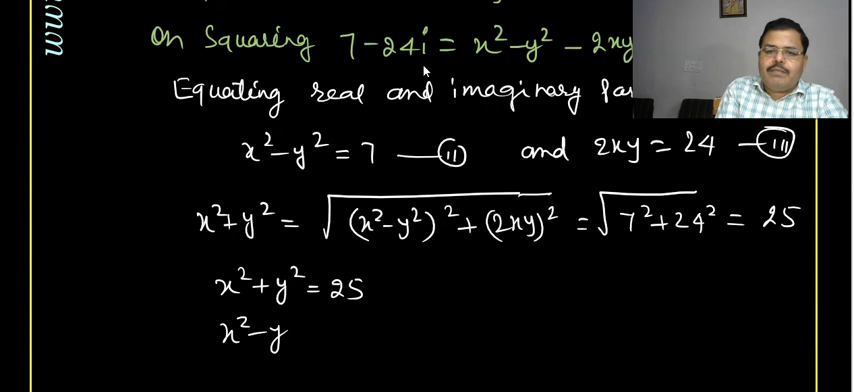 www
On Squaring 7 - 24i = x² - y² - 2xy
Equating real and imaginary
x² - y² = 7 —(ii) and 2xy = 24 —(iii)
x² + y² = √((x² - y²)² + (2xy)²) = √(7² + 24²) = 25
x² + y² = 25
x² - y